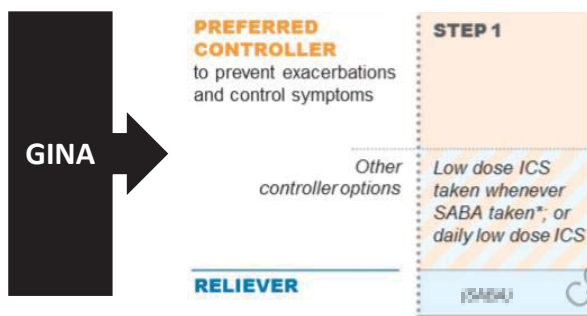 GINA
PREFERRED
CONTROLLER
to prevent exacerbations
and control symptoms
STEP 1
Other
controller options
Low dose ICS
taken whenever
SABA taken*; or
daily low dose ICS
RELIEVER